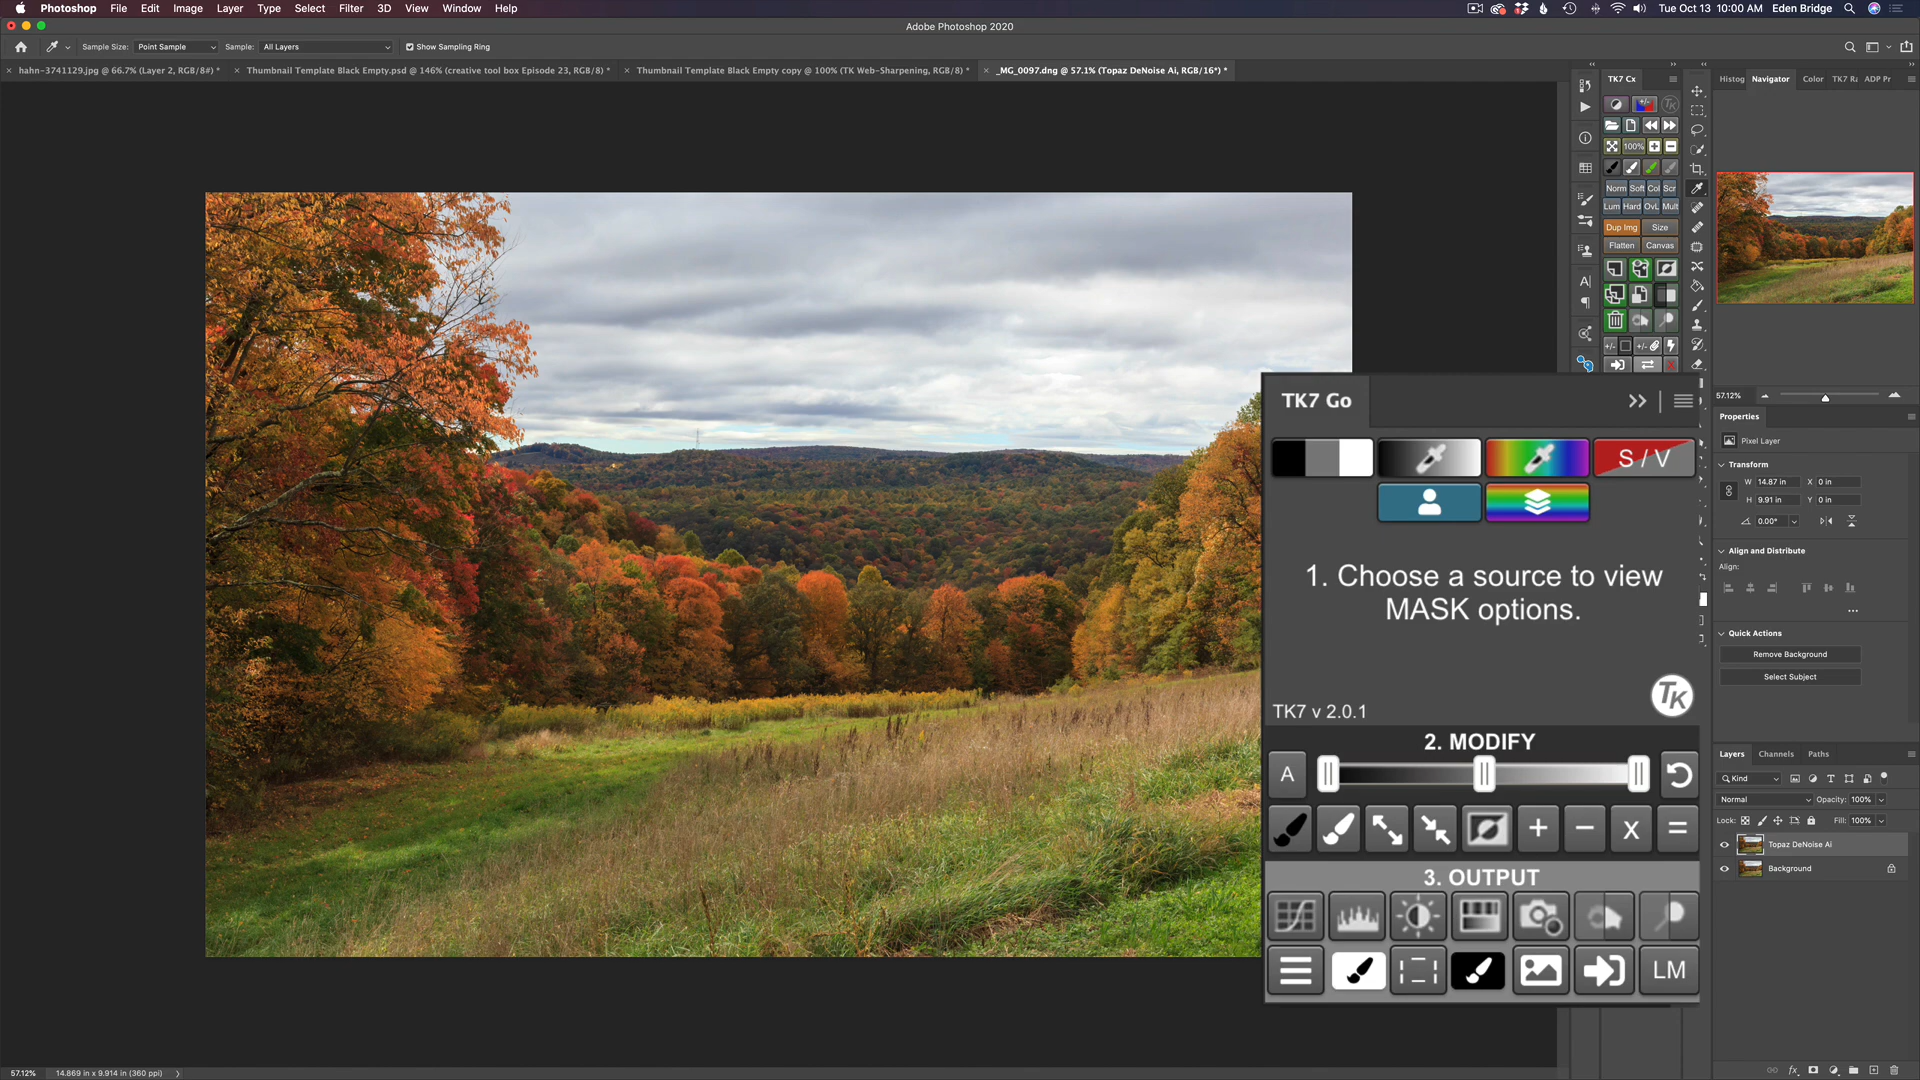 Photoshop File Edit Image Layer Type Select Filter 3D View Window Help
Tue Oct 13 10:00 AM Eden Bridge
Adobe Photoshop 2020
Sample Size: Point Sample Sample: All Layers Show Sampling Ring
hahn-3741129.jpg @ 66.7% (Layer 2, RGB/8#) *
Thumbnail Template Black Empty.psd @ 146% (creative tool box Episode 23, RGB/8) *
Thumbnail Template Black Empty copy @ 100% (TK Web-Sharpening, RGB/8) *
_MG_0097.dng @ 57.1% (Topaz DeNoise Ai, RGB/16*) *
TK7 Cx
TK
100%
Norm Soft Col Scr
Lum Hard OvL Mult
Dup Img Size
Flatten Canvas
+/- +/-
Histog Navigator Color TK7 Ra ADP Pr
57.12%
Properties
Pixel Layer
Transform
W 14.87 in X 0 in
H 9.91 in Y 0 in
0.00°
Align and Distribute
Align:
Quick Actions
Remove Background
Select Subject
Layers Channels Paths
Kind
Normal Opacity: 100%
Lock: Fill: 100%
Topaz DeNoise Ai
Background
TK7 Go
S / V
1. Choose a source to view
MASK options.
TK
TK7 v 2.0.1
2. MODIFY
A
+ − x =
3. OUTPUT
LM
57.12% 14.869 in x 9.914 in (360 ppi)